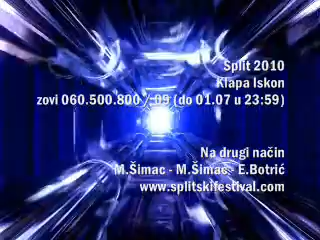 Split 2010
Klapa Iskon
zovi 060.500.800 / 09 (do 01.07 u 23:59)
Na drugi način
M.Šimac - M.Šimac - E.Botrić
www.splitskifestival.com